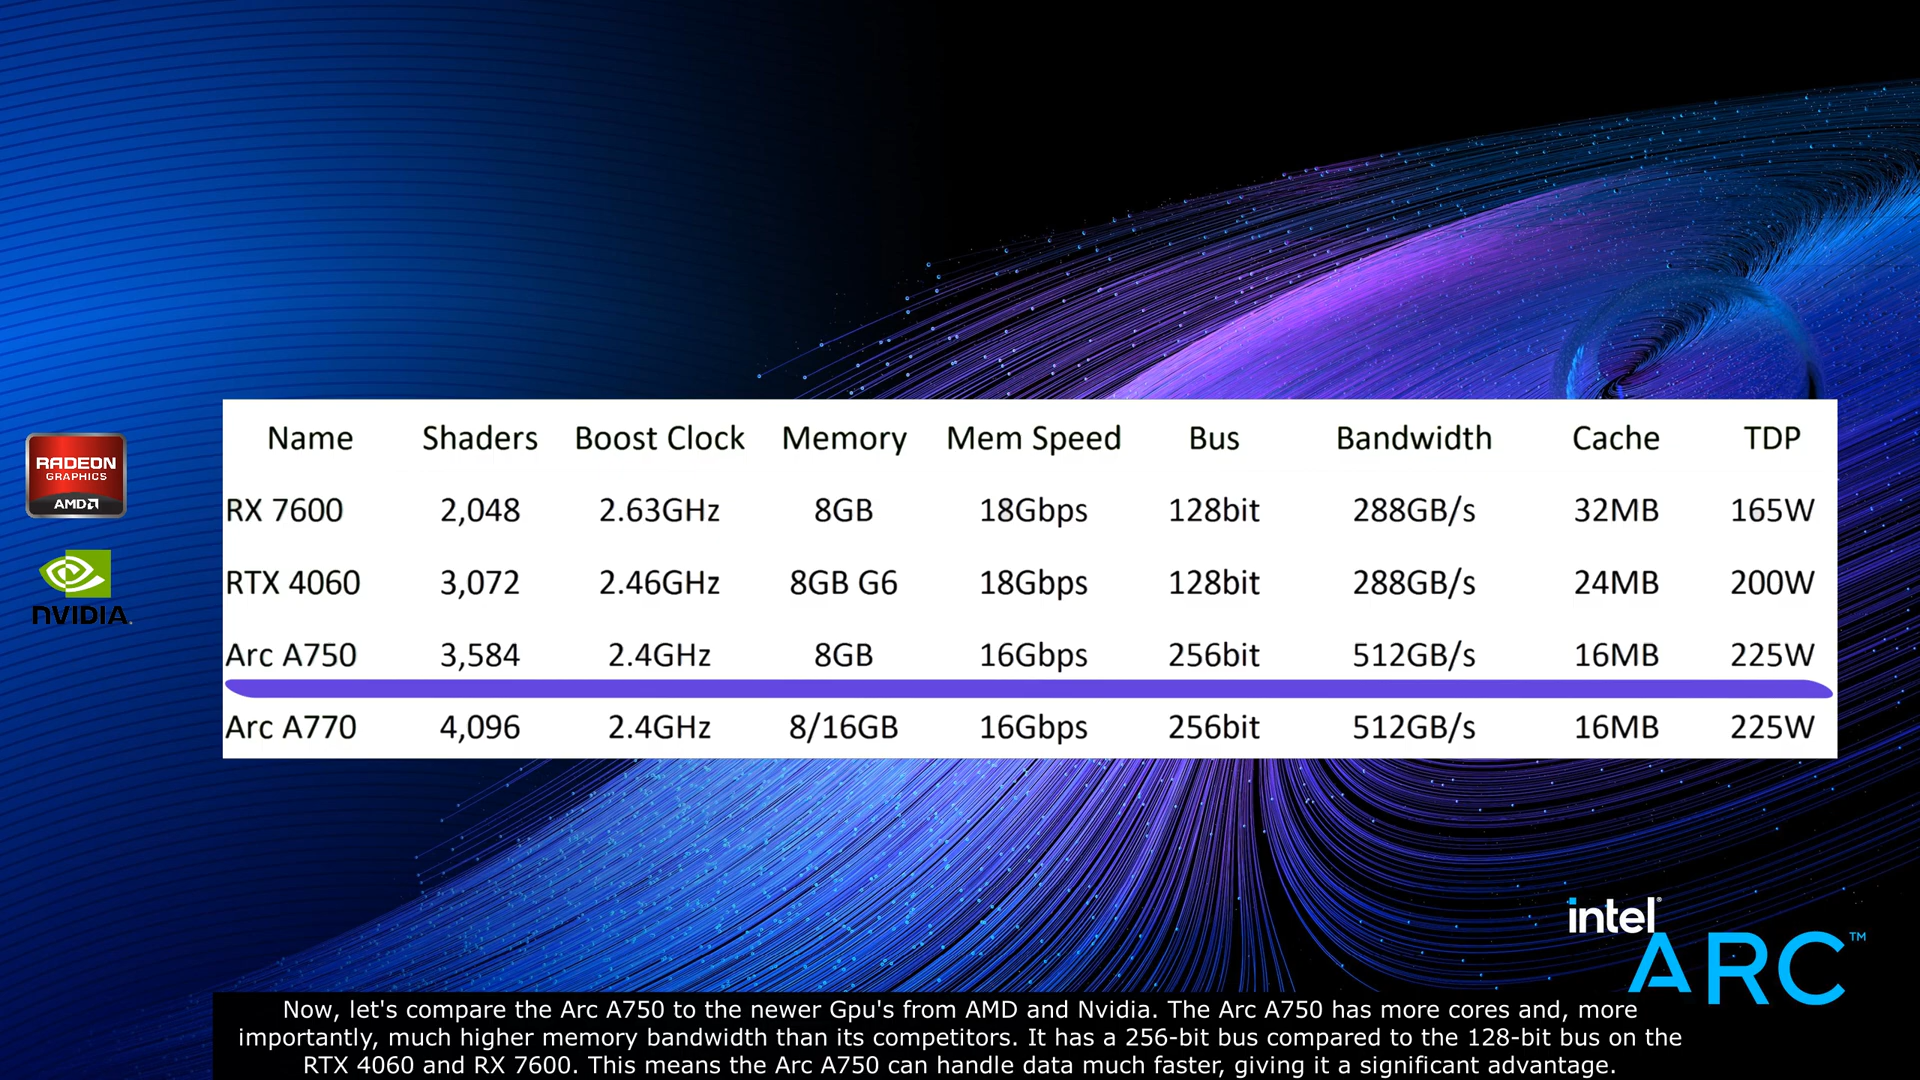 Name Shaders Boost Clock Memory Mem Speed Bus Bandwidth Cache TDP
RADEON
GRAPHICS
AMD
RX 7600 2,048 2.63GHz 8GB 18Gbps 128bit 288GB/s 32MB 165W
nVIDIA.
RTX 4060 3,072 2.46GHz 8GB G6 18Gbps 128bit 288GB/s 24MB 200W
Arc A750 3,584 2.4GHz 8GB 16Gbps 256bit 512GB/s 16MB 225W
Arc A770 4,096 2.4GHz 8/16GB 16Gbps 256bit 512GB/s 16MB 225W
intel®
ARC™
Now, let's compare the Arc A750 to the newer Gpu's from AMD and Nvidia. The Arc A750 has more cores and, more
importantly, much higher memory bandwidth than its competitors. It has a 256-bit bus compared to the 128-bit bus on the
RTX 4060 and RX 7600. This means the Arc A750 can handle data much faster, giving it a significant advantage.